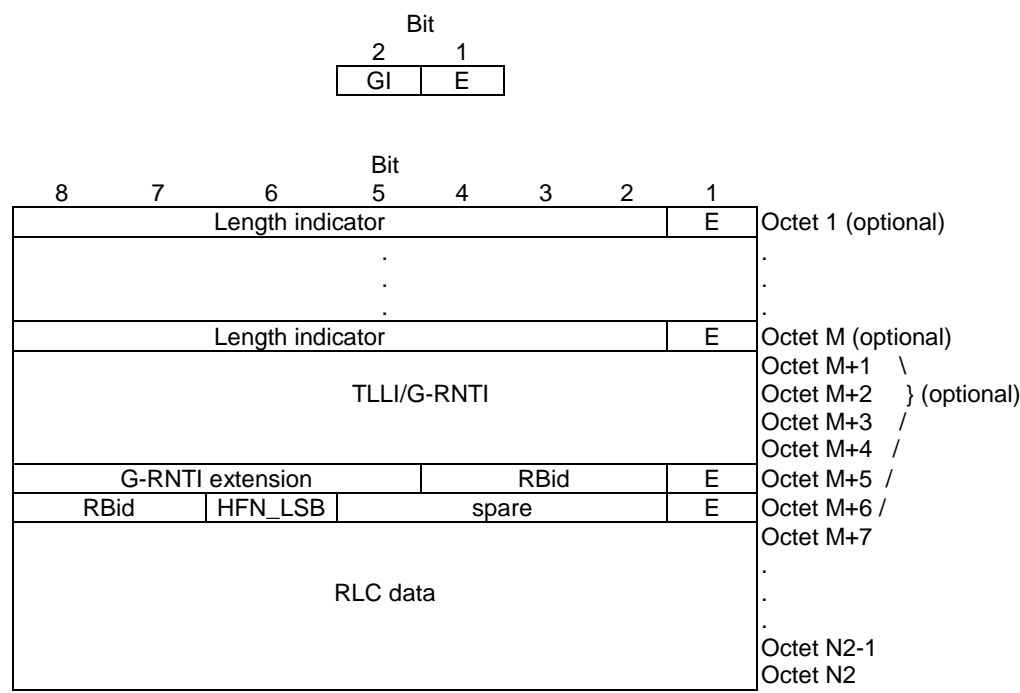 Bit
2 1
GI E
Bit
8 7 6 5 4 3 2 1
Length indicator E Octet 1 (optional)
. .
. .
. .
Length indicator E Octet M (optional)
Octet M+1 \
TLLI/G-RNTI Octet M+2 } (optional)
Octet M+3 /
Octet M+4 /
G-RNTI extension RBid E Octet M+5 /
RBid HFN_LSB spare E Octet M+6 /
Octet M+7
.
RLC data .
.
Octet N2-1
Octet N2